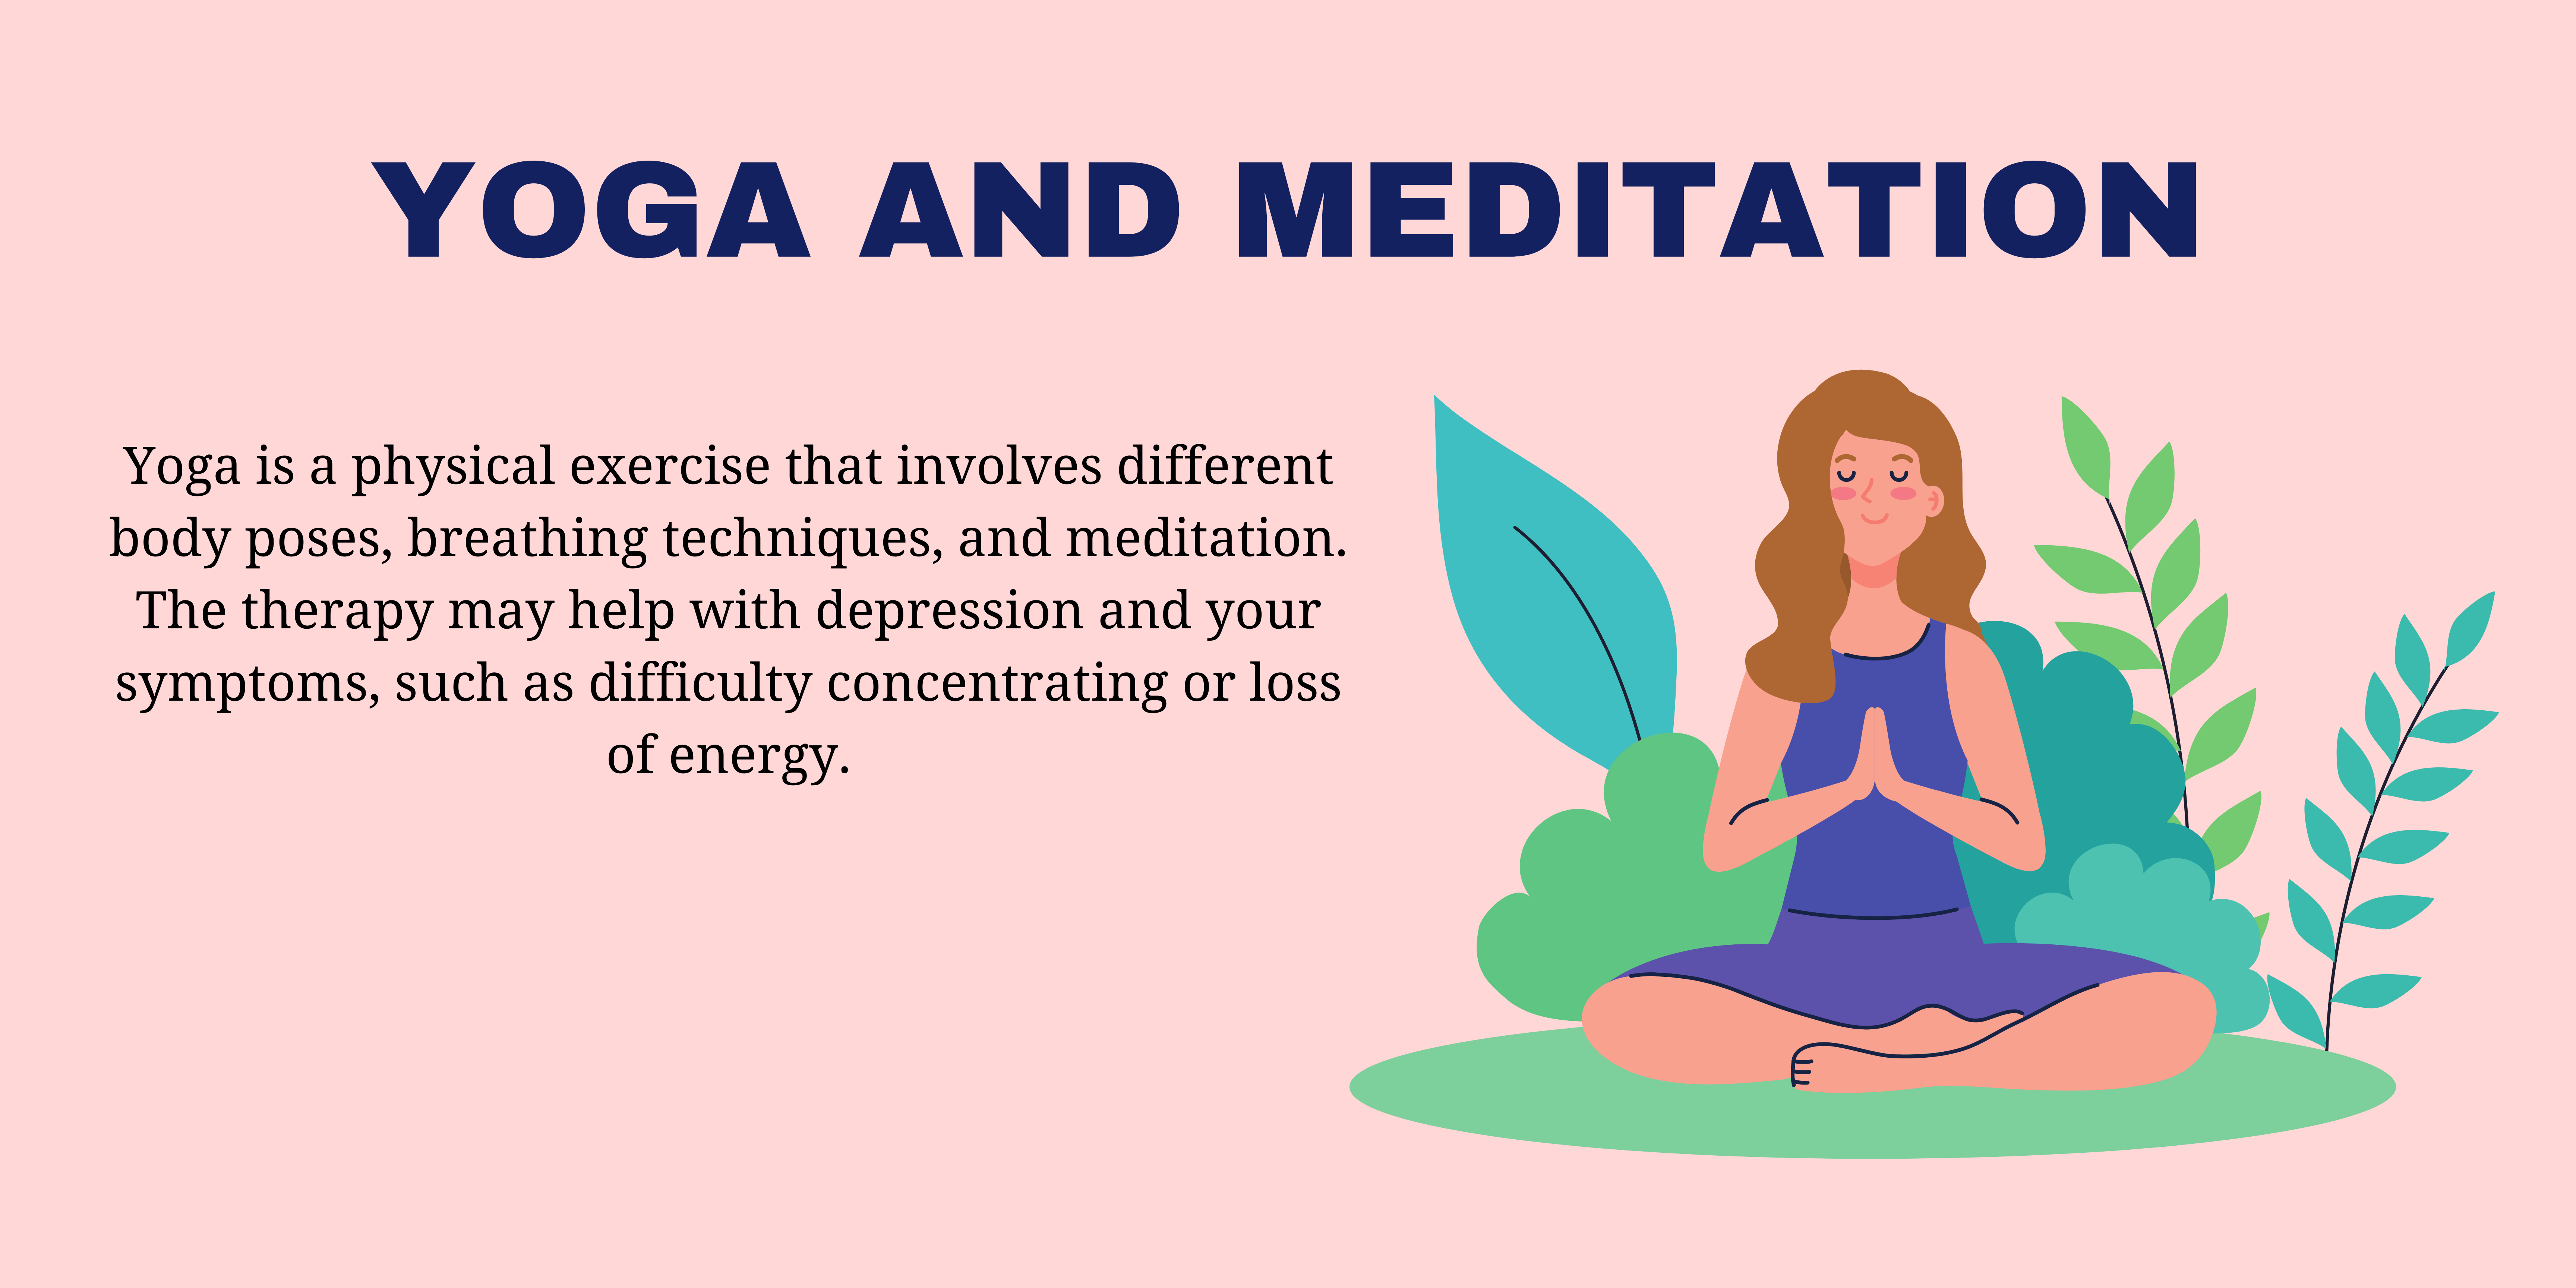 YOGA AND MEDITATION
Yoga is a physical exercise that involves different
body poses, breathing techniques, and meditation.
The therapy may help with depression and your
symptoms, such as difficulty concentrating or loss
of energy.